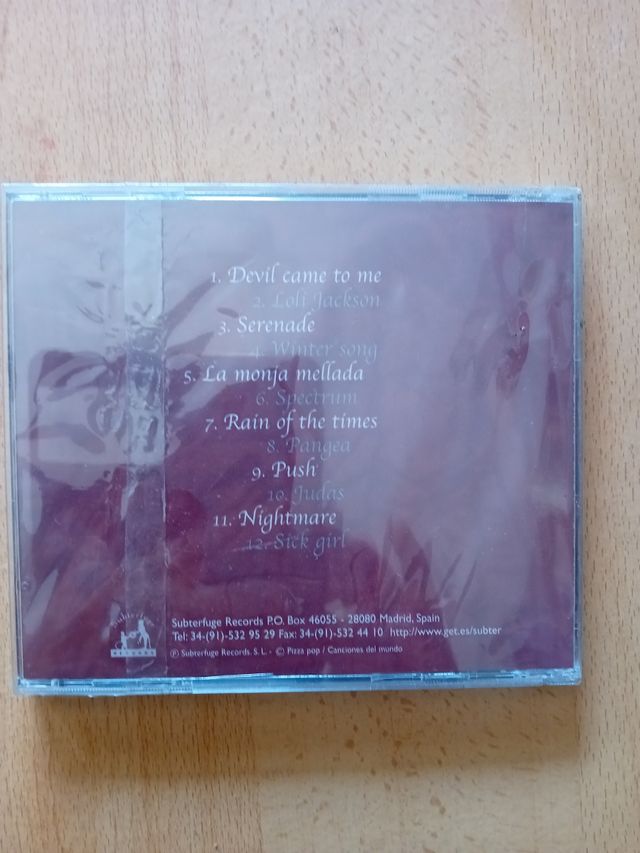 1. Devil came to me
2. Loli Jackson
3. Serenade
4. Winter song
5. La monja mellada
6. Spectrum
7. Rain of the times
8. Pangea
9. Push
10. Judas
11. Nightmare
12. Sick girl
Subterfuge
RECORDS
Subterfuge Records P.O. Box 46055 - 28080 Madrid, Spain
Tel: 34-(91)-532 95 29 Fax: 34-(91)-532 44 10 http://www.get.es/subter
Ⓟ Subterfuge Records. S. L. - © Pizza pop / Canciones del mundo